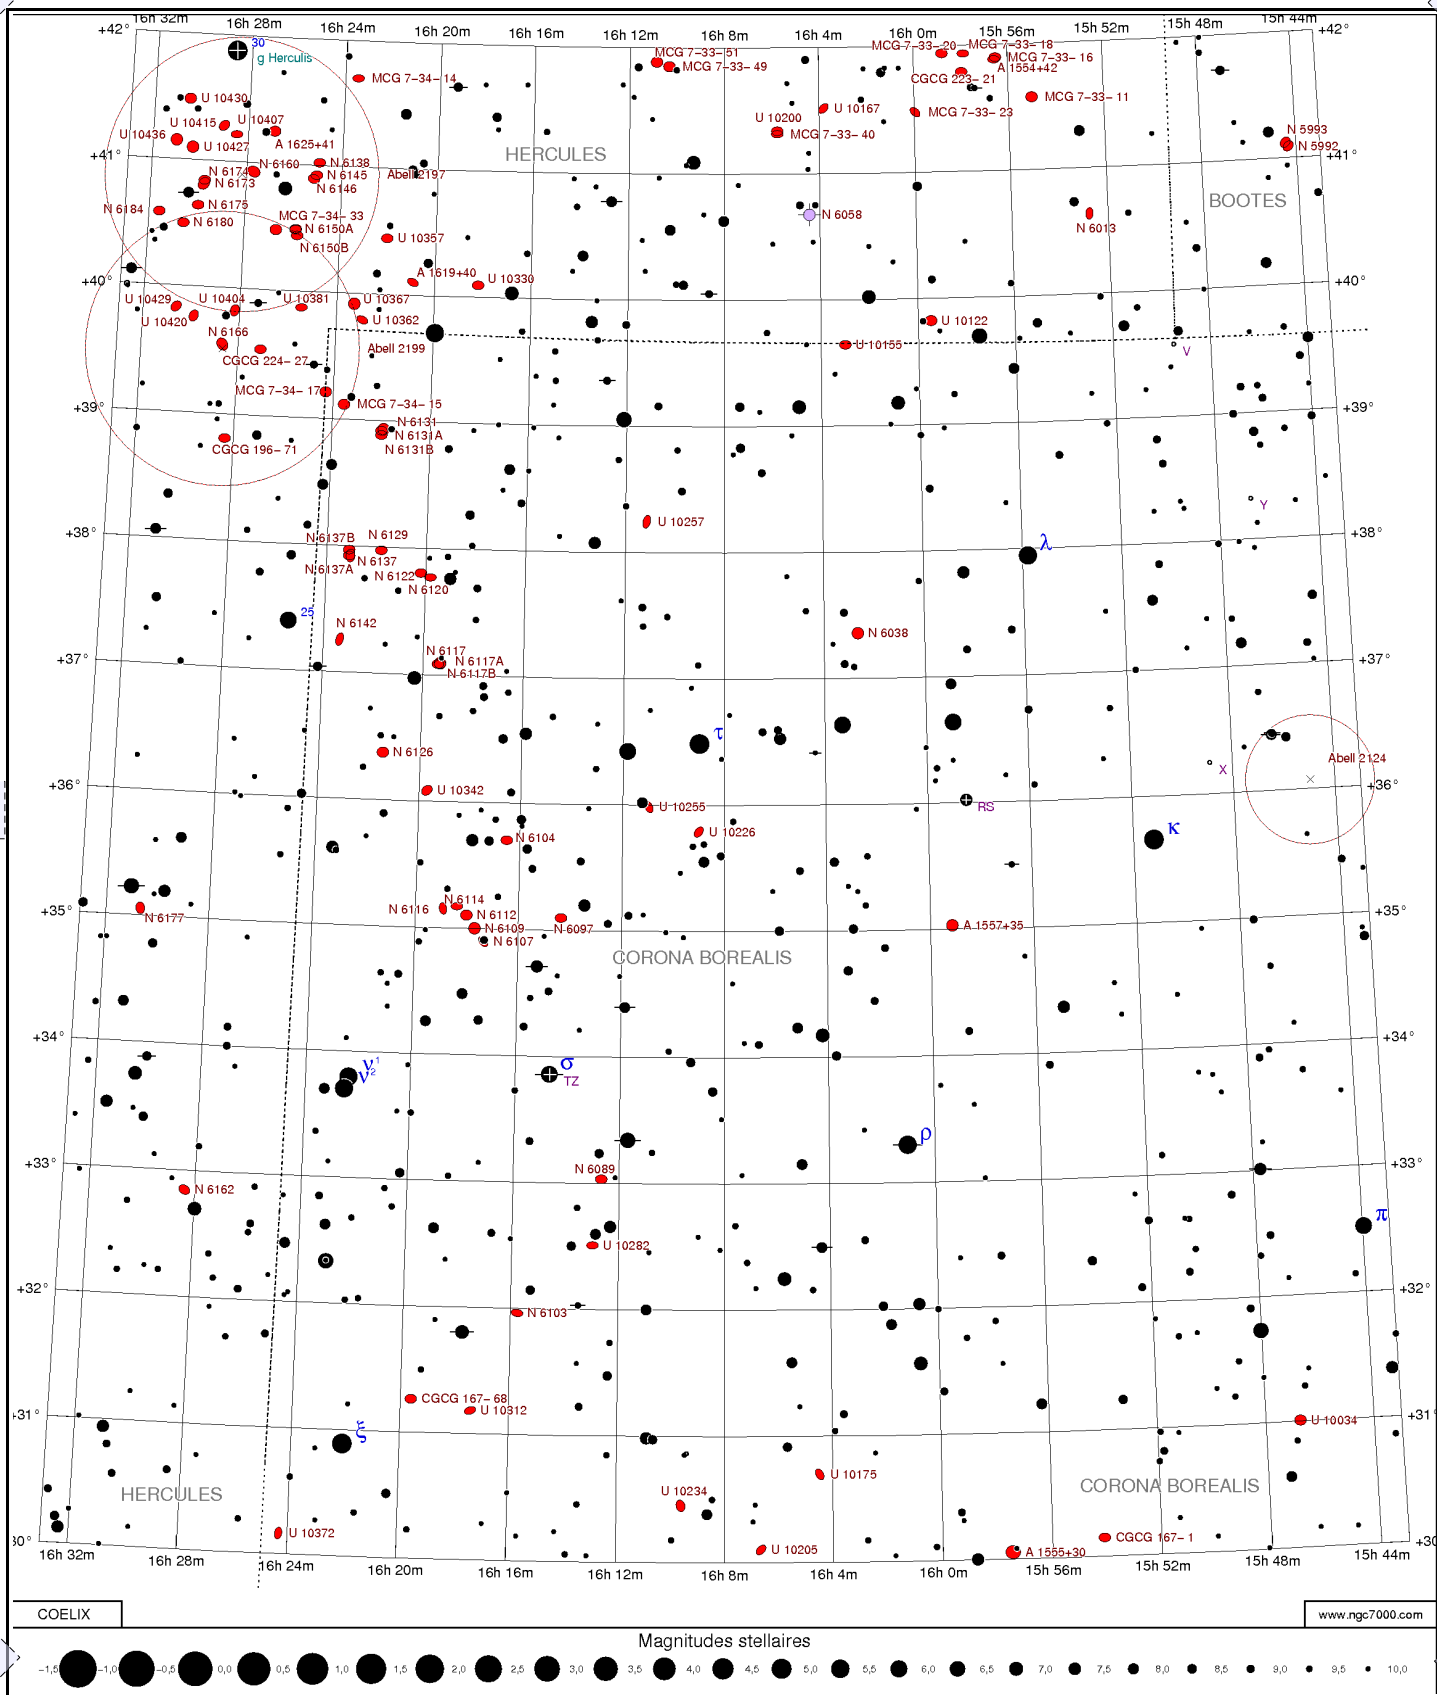 16h 32m 16h 28m 16h 24m 16h 20m 16h 16m 16h 12m 16h 8m 16h 4m 16h 0m 15h 56m 15h 52m 15h 48m 15h 44m
+42° +42°
30
g Herculis
MCG 7-34-14
MCG 7-33-51
MCG 7-33-49
MCG 7-33-20 MCG 7-33-18
MCG 7-33-16
A 1554+42
CGCG 223-21
MCG 7-33-11
U 10430
U 10415 U 10407
U 10436
U 10427
A 1625+41
U 10167
U 10200
MCG 7-33-40
MCG 7-33-23
N 5993
N 5992
HERCULES
+41° +41°
N 6160 N 6138
N 6174 N 6145
N 6173 N 6146
Abell 2197
BOOTES
N 6175
N 6184
N 6180
MCG 7-34-33
N 6150A
N 6150B
N 6058
N 6013
U 10357
A 1619+40
U 10330
+40° +40°
U 10429 U 10404 U 10381 U 10367
U 10420 U 10362
U 10122
N 6166
Abell 2199
U 10155
V
CGCG 224-27
MCG 7-34-17
MCG 7-34-15
+39° +39°
N 6131
N 6131A
N 6131B
CGCG 196-71
Y
U 10257
+38° +38°
N 6137B N 6129
N 6137
N 6137A N 6122
N 6120
λ
25
N 6142
N 6038
N 6117
N 6117A
N 6117B
+37° +37°
τ
N 6126
Abell 2124
X
U 10342
+36° +36°
U 10255
RS
U 10226
κ
N 6104
N 6114
N 6116
N 6112
N 6109
N 6107
N 6097
N 6177
+35° +35°
A 1557+35
CORONA BOREALIS
+34° +34°
ν1
ν2
σ
TZ
ρ
+33° +33°
N 6089
N 6162
π
U 10282
+32° +32°
N 6103
CGCG 167-68
U 10312
+31° +31°
U 10034
ξ
U 10175
HERCULES
U 10234
CORONA BOREALIS
U 10372
CGCG 167-1
U 10205
A 1555+30
30° +30
16h 32m 16h 28m 16h 24m 16h 20m 16h 16m 16h 12m 16h 8m 16h 4m 16h 0m 15h 56m 15h 52m 15h 48m 15h 44m
COELIX www.ngc7000.com
Magnitudes stellaires
-1,5 -1,0 -0,5 0,0 0,5 1,0 1,5 2,0 2,5 3,0 3,5 4,0 4,5 5,0 5,5 6,0 6,5 7,0 7,5 8,0 8,5 9,0 9,5 10,0